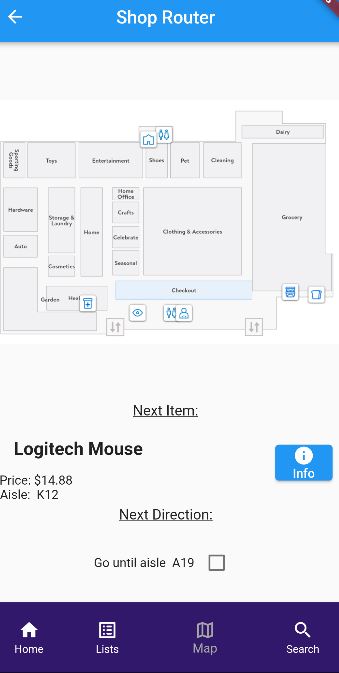 Shop Router
Dairy
Sporting Goods
Toys
Entertainment
Shoes
Pet
Cleaning
Hardware
Storage & Laundry
Home
Home Office
Crafts
Clothing & Accessories
Grocery
Auto
Celebrate
Cosmetics
Seasonal
Checkout
Garden
Heal
Next Item:
Logitech Mouse
Info
Price: $14.88
Aisle: K12
Next Direction:
Go until aisle A19
Home
Lists
Map
Search